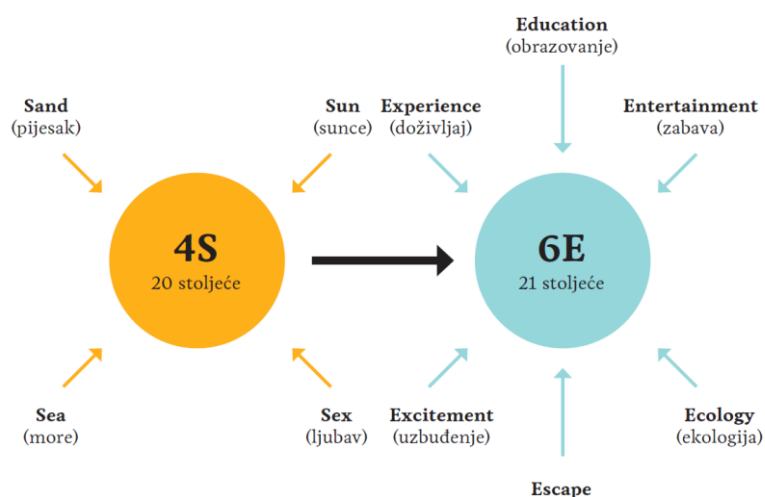 Education
(obrazovanje)
Sand
(pijesak)
Sun
(sunce)
Experience
(doživljaj)
Entertainment
(zabava)
4S
20 stoljeće
6E
21 stoljeće
Sea
(more)
Sex
(ljubav)
Excitement
(uzbuđenje)
Ecology
(ekologija)
Escape